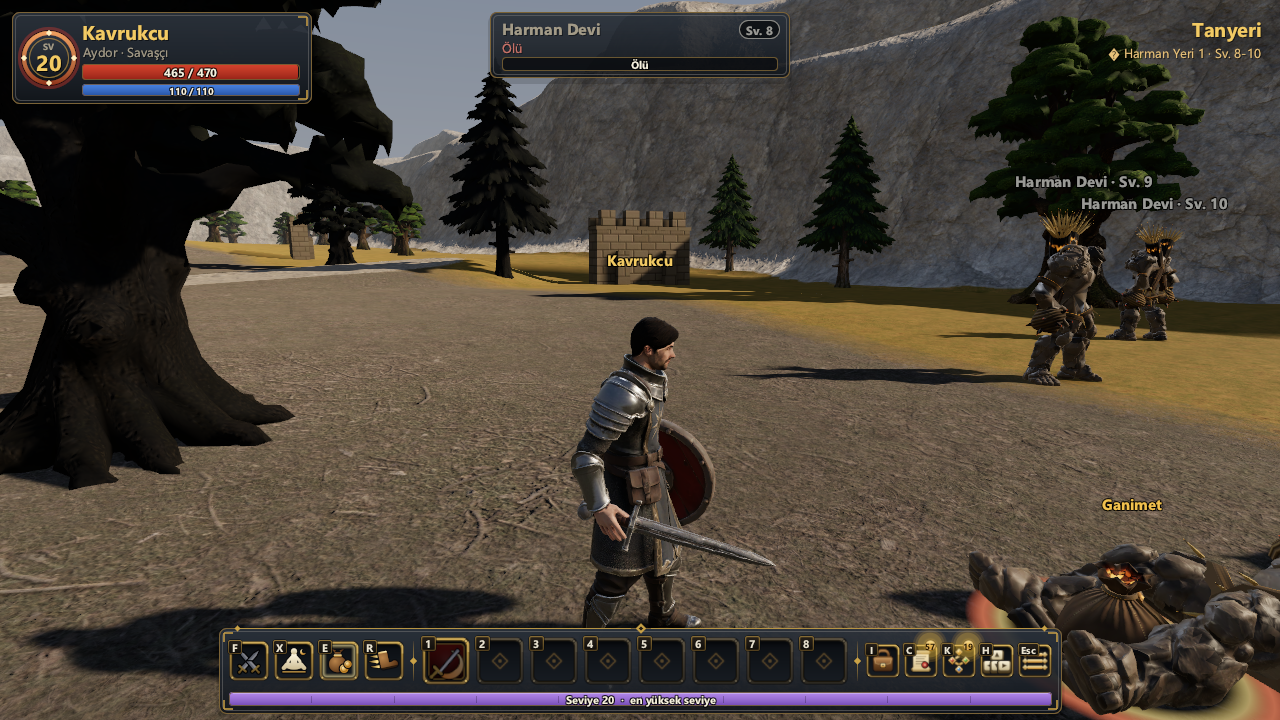 SV
20
Kavrukcu
Aydor · Savaşçı
465 / 470
110 / 110
Harman Devi
Sv. 8
Ölü
Ölü
Tanyeri
Harman Yeri 1 · Sv. 8-10
Harman Devi · Sv. 9
Harman Devi · Sv. 10
Kavrukcu
Ganimet
F
X
E
R
1
2
3
4
5
6
7
8
I
C
57
K
19
H
Esc
Seviye 20 · en yüksek seviye